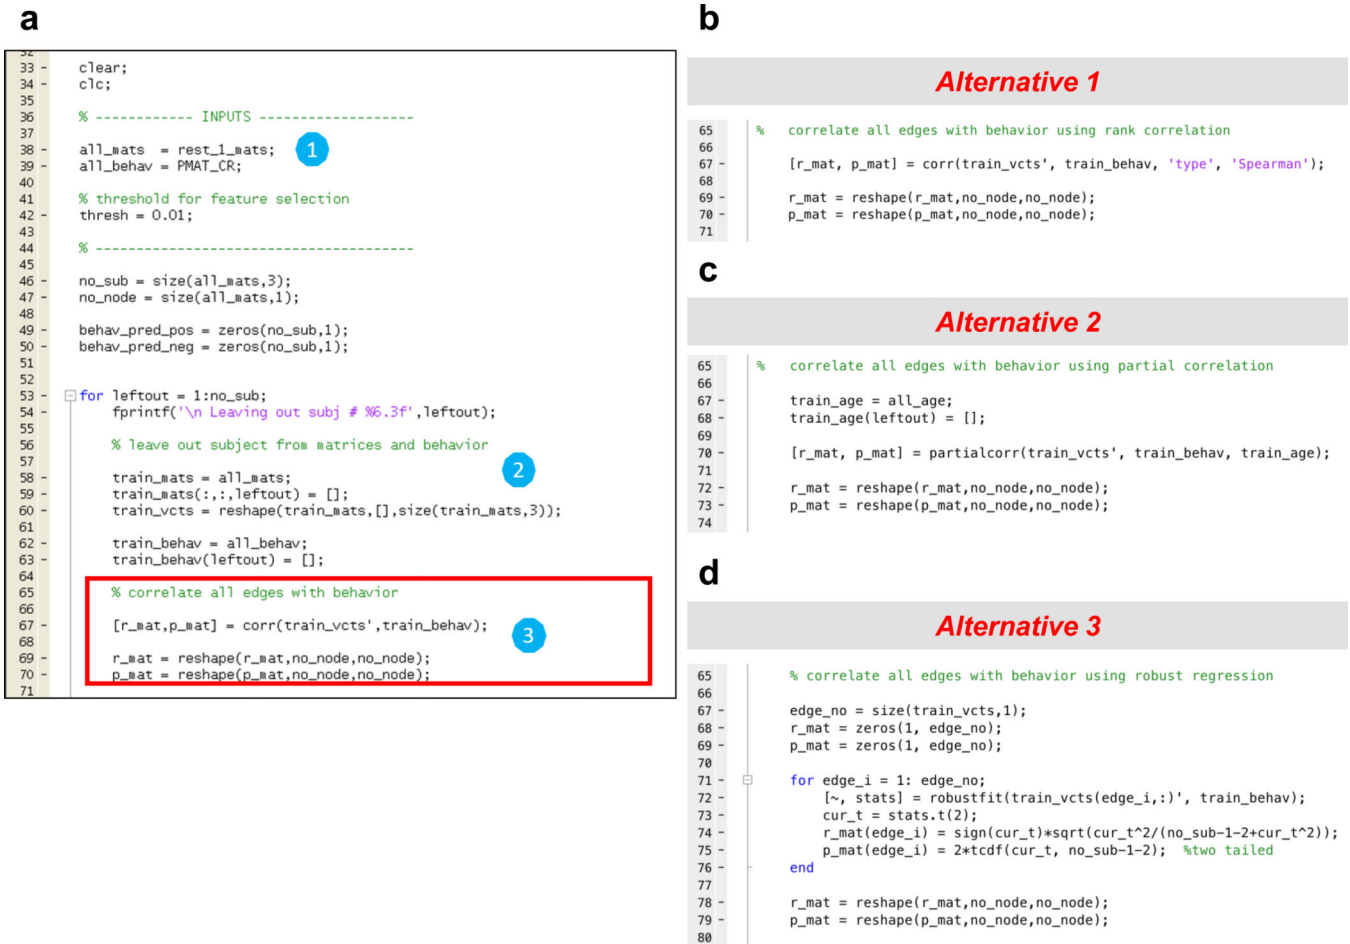 a
32
33 - clear;
34 - clc;
35
36 % ------------ INPUTS -------------------
37
38 - all_mats  = rest_1_mats;
1
39 - all_behav = PMAT_CR;
40
41 % threshold for feature selection
42 - thresh = 0.01;
43
44 % ---------------------------------------
45
46 - no_sub = size(all_mats,3);
47 - no_node = size(all_mats,1);
48
49 - behav_pred_pos = zeros(no_sub,1);
50 - behav_pred_neg = zeros(no_sub,1);
51
52
53 - for leftout = 1:no_sub;
54 - fprintf('\n Leaving out subj # %6.3f',leftout);
55
56 % leave out subject from matrices and behavior
57
2
58 - train_mats = all_mats;
59 - train_mats(:,:,leftout) = [];
60 - train_vcts = reshape(train_mats,[],size(train_mats,3));
61
62 - train_behav = all_behav;
63 - train_behav(leftout) = [];
64
65 % correlate all edges with behavior
66
67 - [r_mat,p_mat] = corr(train_vcts',train_behav);
3
68
69 - r_mat = reshape(r_mat,no_node,no_node);
70 - p_mat = reshape(p_mat,no_node,no_node);
71
b
Alternative 1
65 % correlate all edges with behavior using rank correlation
66
67 - [r_mat, p_mat] = corr(train_vcts', train_behav, 'type', 'Spearman');
68
69 - r_mat = reshape(r_mat,no_node,no_node);
70 - p_mat = reshape(p_mat,no_node,no_node);
71
c
Alternative 2
65 % correlate all edges with behavior using partial correlation
66
67 - train_age = all_age;
68 - train_age(leftout) = [];
69
70 - [r_mat, p_mat] = partialcorr(train_vcts', train_behav, train_age);
71
72 - r_mat = reshape(r_mat,no_node,no_node);
73 - p_mat = reshape(p_mat,no_node,no_node);
74
d
Alternative 3
65 % correlate all edges with behavior using robust regression
66
67 - edge_no = size(train_vcts,1);
68 - r_mat = zeros(1, edge_no);
69 - p_mat = zeros(1, edge_no);
70
71 - for edge_i = 1: edge_no;
72 - [~, stats] = robustfit(train_vcts(edge_i,:)', train_behav);
73 - cur_t = stats.t(2);
74 - r_mat(edge_i) = sign(cur_t)*sqrt(cur_t^2/(no_sub-1-2+cur_t^2));
75 - p_mat(edge_i) = 2*tcdf(cur_t, no_sub-1-2);  %two tailed
76 - end
77
78 - r_mat = reshape(r_mat,no_node,no_node);
79 - p_mat = reshape(p_mat,no_node,no_node);
80